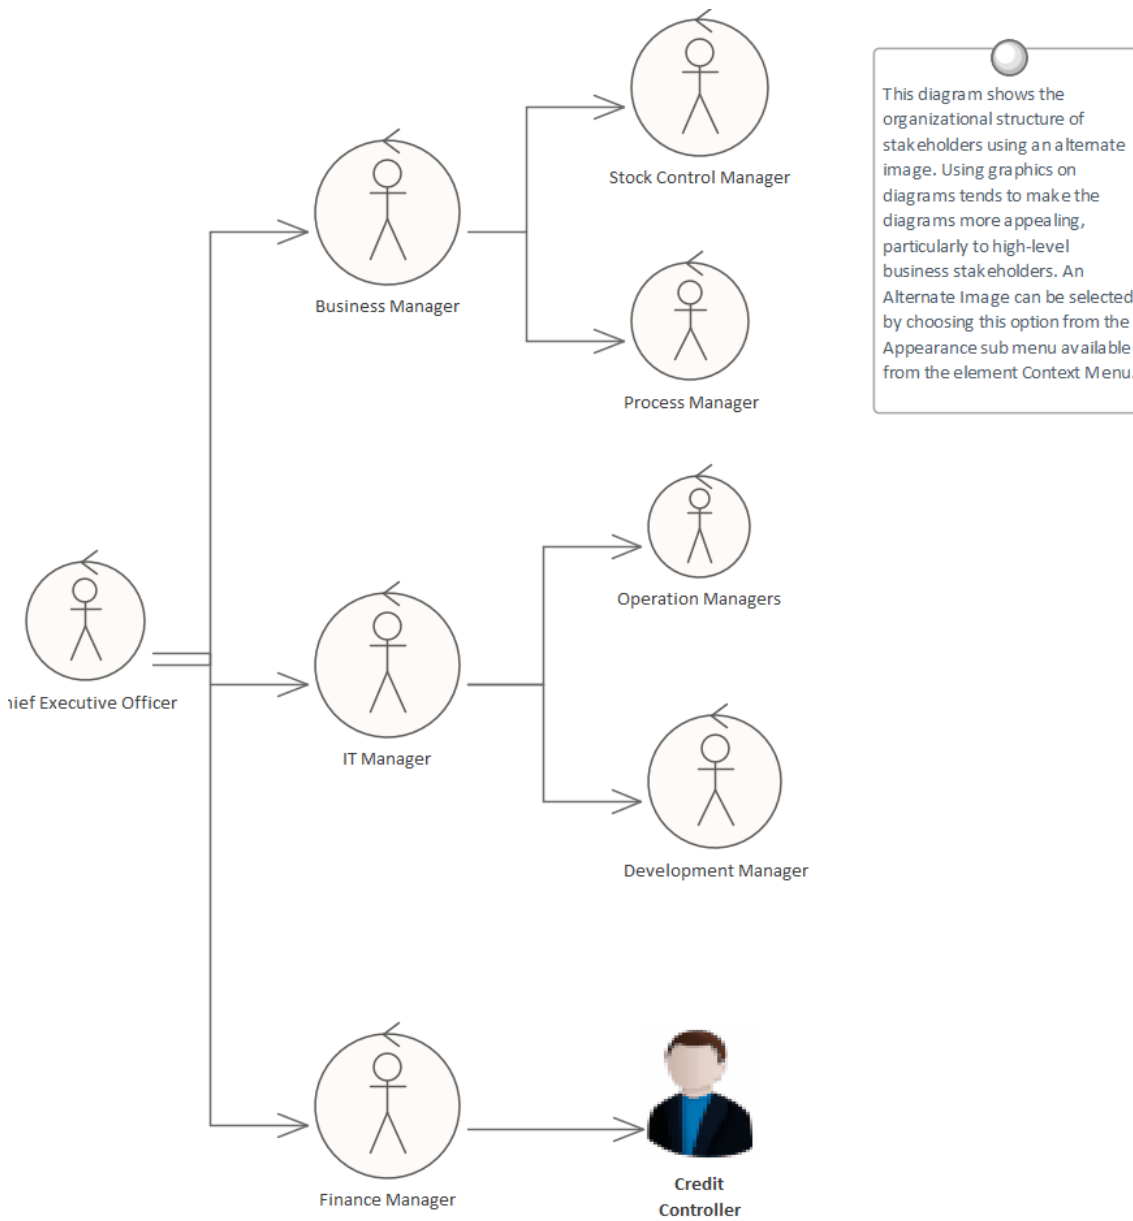 Stock Control Manager
Business Manager
Process Manager
This diagram shows the
organizational structure of
stakeholders using an alternate
image. Using graphics on
diagrams tends to make the
diagrams more appealing,
particularly to high-level
business stakeholders. An
Alternate Image can be selected
by choosing this option from the
Appearance sub menu available
from the element Context Menu.
Operation Managers
hief Executive Officer
IT Manager
Development Manager
Finance Manager
Credit
Controller